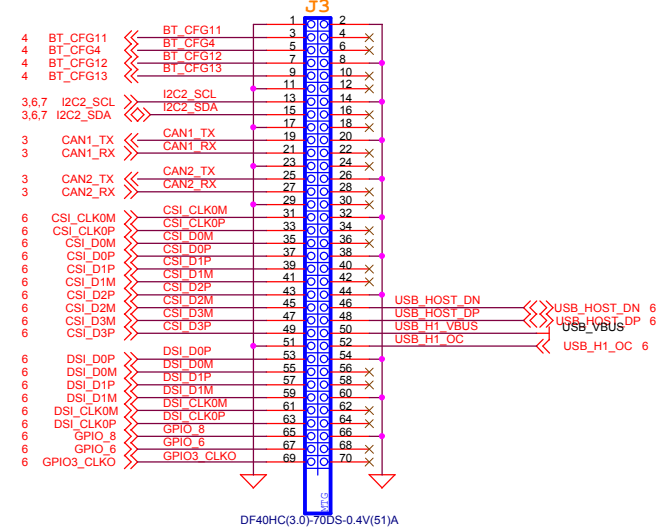 J3
1 2
4 BT_CFG11 BT_CFG11 3 4
4 BT_CFG4 BT_CFG4 5 6
4 BT_CFG12 BT_CFG12 7 8
4 BT_CFG13 BT_CFG13 9 10
11 12
3,6,7 I2C2_SCL I2C2_SCL 13 14
3,6,7 I2C2_SDA I2C2_SDA 15 16
17 18
3 CAN1_TX CAN1_TX 19 20
3 CAN1_RX CAN1_RX 21 22
23 24
3 CAN2_TX CAN2_TX 25 26
3 CAN2_RX CAN2_RX 27 28
29 30
6 CSI_CLK0M CSI_CLK0M 31 32
6 CSI_CLK0P CSI_CLK0P 33 34
6 CSI_D0M CSI_D0M 35 36
6 CSI_D0P CSI_D0P 37 38
6 CSI_D1P CSI_D1P 39 40
6 CSI_D1M CSI_D1M 41 42
6 CSI_D2P CSI_D2P 43 44
6 CSI_D2M CSI_D2M 45 46 USB_HOST_DN USB_HOST_DN 6
6 CSI_D3M CSI_D3M 47 48 USB_HOST_DP USB_HOST_DP 6
6 CSI_D3P CSI_D3P 49 50 USB_H1_VBUS USB_VBUS
51 52 USB_H1_OC USB_H1_OC 6
6 DSI_D0P DSI_D0P 53 54
6 DSI_D0M DSI_D0M 55 56
6 DSI_D1P DSI_D1P 57 58
6 DSI_D1M DSI_D1M 59 60
6 DSI_CLK0M DSI_CLK0M 61 62
6 DSI_CLK0P DSI_CLK0P 63 64
6 GPIO_8 GPIO_8 65 66
6 GPIO_6 GPIO_6 67 68
6 GPIO3_CLKO GPIO3_CLKO 69 70
MTG
DF40HC(3.0)-70DS-0.4V(51)A